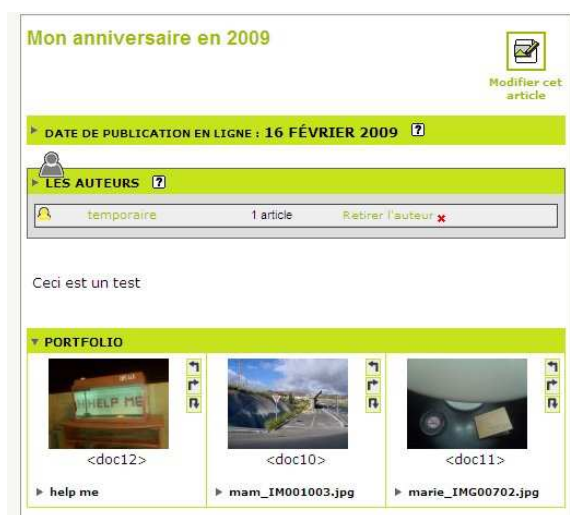 Mon anniversaire en 2009
Modifier cet
article
DATE DE PUBLICATION EN LIGNE : 16 FÉVRIER 2009 ?
LES AUTEURS ?
temporaire 1 article Retirer l'auteur
Ceci est un test
PORTFOLIO
HELP ME
<doc12> <doc10> <doc11>
help me mam_IM001003.jpg marie_IMG00702.jpg